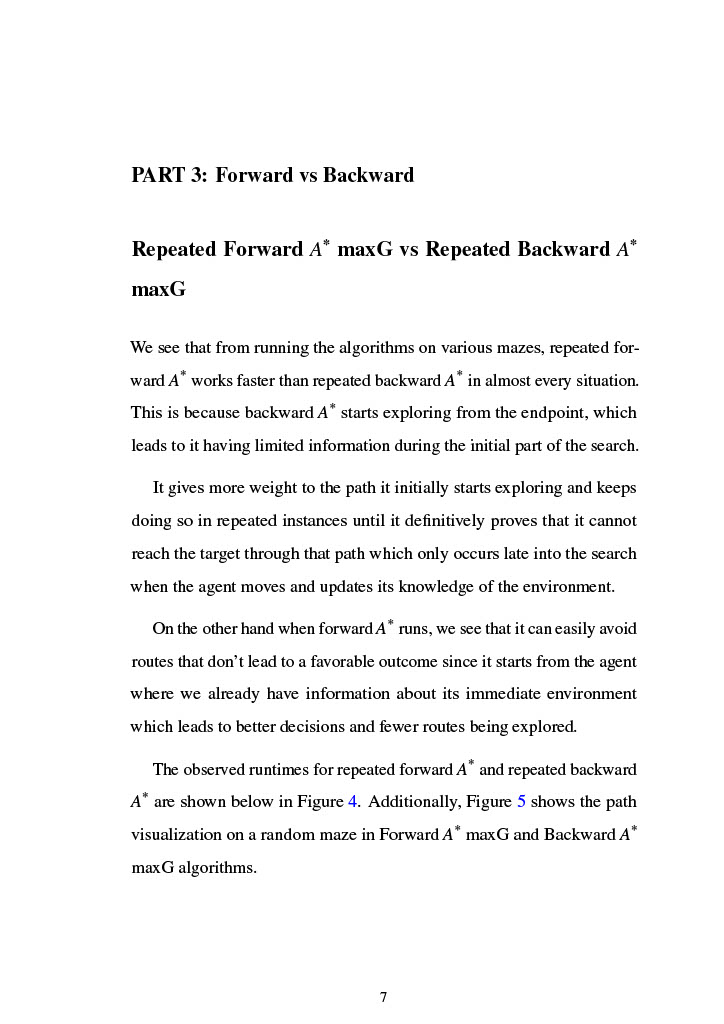 PART 3: Forward vs Backward
Repeated Forward A* maxG vs Repeated Backward A*
maxG
We see that from running the algorithms on various mazes, repeated for-
ward A* works faster than repeated backward A* in almost every situation.
This is because backward A* starts exploring from the endpoint, which
leads to it having limited information during the initial part of the search.
It gives more weight to the path it initially starts exploring and keeps
doing so in repeated instances until it definitively proves that it cannot
reach the target through that path which only occurs late into the search
when the agent moves and updates its knowledge of the environment.
On the other hand when forward A* runs, we see that it can easily avoid
routes that don't lead to a favorable outcome since it starts from the agent
where we already have information about its immediate environment
which leads to better decisions and fewer routes being explored.
The observed runtimes for repeated forward A* and repeated backward
A* are shown below in Figure 4. Additionally, Figure 5 shows the path
visualization on a random maze in Forward A* maxG and Backward A*
maxG algorithms.
7